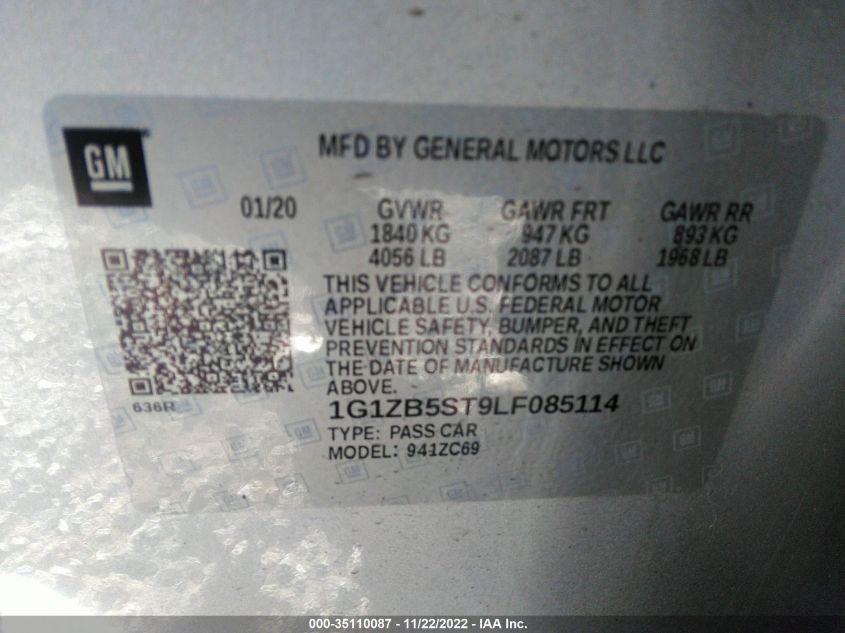 GM
MFD BY GENERAL MOTORS LLC
01/20 GVWR GAWR FRT GAWR RR
1840 KG 947 KG 893 KG
4056 LB 2087 LB 1968 LB
THIS VEHICLE CONFORMS TO ALL
APPLICABLE U.S. FEDERAL MOTOR
VEHICLE SAFETY, BUMPER, AND THEFT
PREVENTION STANDARDS IN EFFECT ON
THE DATE OF MANUFACTURE SHOWN
ABOVE.
636R
1G1ZB5ST9LF085114
TYPE: PASS CAR
MODEL: 941ZC69
000-35110087 - 11/22/2022 - IAA Inc.